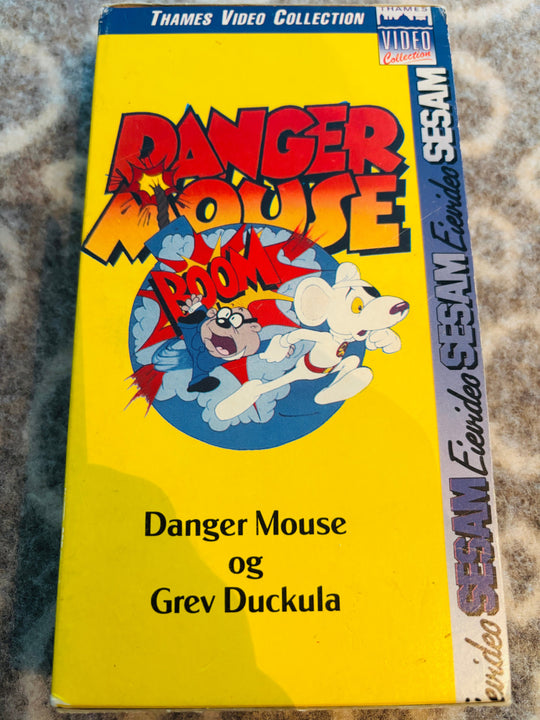 THAMES VIDEO COLLECTION
THAMES
VIDEO
Collection
DANGER
MOUSE
BOOM
Danger Mouse
og
Grev Duckula
SESAM Eievideo SESAM Eievideo SESAM Eievideo